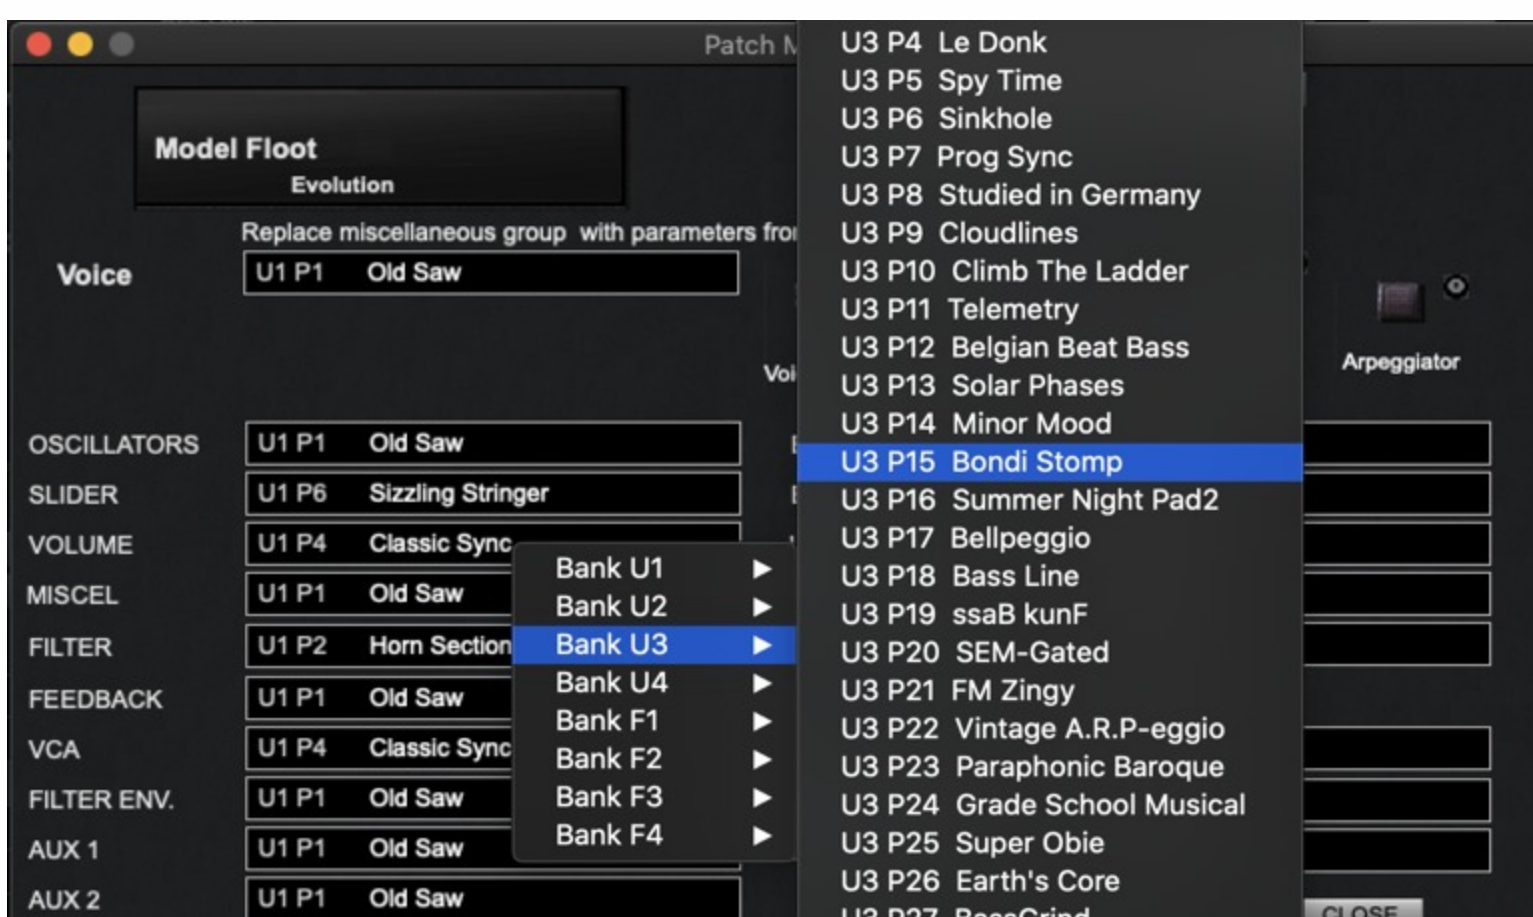 Patch M
Model Floot
Evolution
Replace miscellaneous group with parameters from
Voice
U1 P1 Old Saw
Arpeggiator
OSCILLATORS U1 P1 Old Saw
SLIDER U1 P6 Sizzling Stringer
VOLUME U1 P4 Classic Sync
MISCEL U1 P1 Old Saw
FILTER U1 P2 Horn Section
FEEDBACK U1 P1 Old Saw
VCA U1 P4 Classic Sync
FILTER ENV. U1 P1 Old Saw
AUX 1 U1 P1 Old Saw
AUX 2 U1 P1 Old Saw
Bank U1
Bank U2
Bank U3
Bank U4
Bank F1
Bank F2
Bank F3
Bank F4
U3 P4 Le Donk
U3 P5 Spy Time
U3 P6 Sinkhole
U3 P7 Prog Sync
U3 P8 Studied in Germany
U3 P9 Cloudlines
U3 P10 Climb The Ladder
U3 P11 Telemetry
U3 P12 Belgian Beat Bass
U3 P13 Solar Phases
U3 P14 Minor Mood
U3 P15 Bondi Stomp
U3 P16 Summer Night Pad2
U3 P17 Bellpeggio
U3 P18 Bass Line
U3 P19 ssaB kunF
U3 P20 SEM-Gated
U3 P21 FM Zingy
U3 P22 Vintage A.R.P-eggio
U3 P23 Paraphonic Baroque
U3 P24 Grade School Musical
U3 P25 Super Obie
U3 P26 Earth's Core
U3 P27 BassGrind
CLOSE